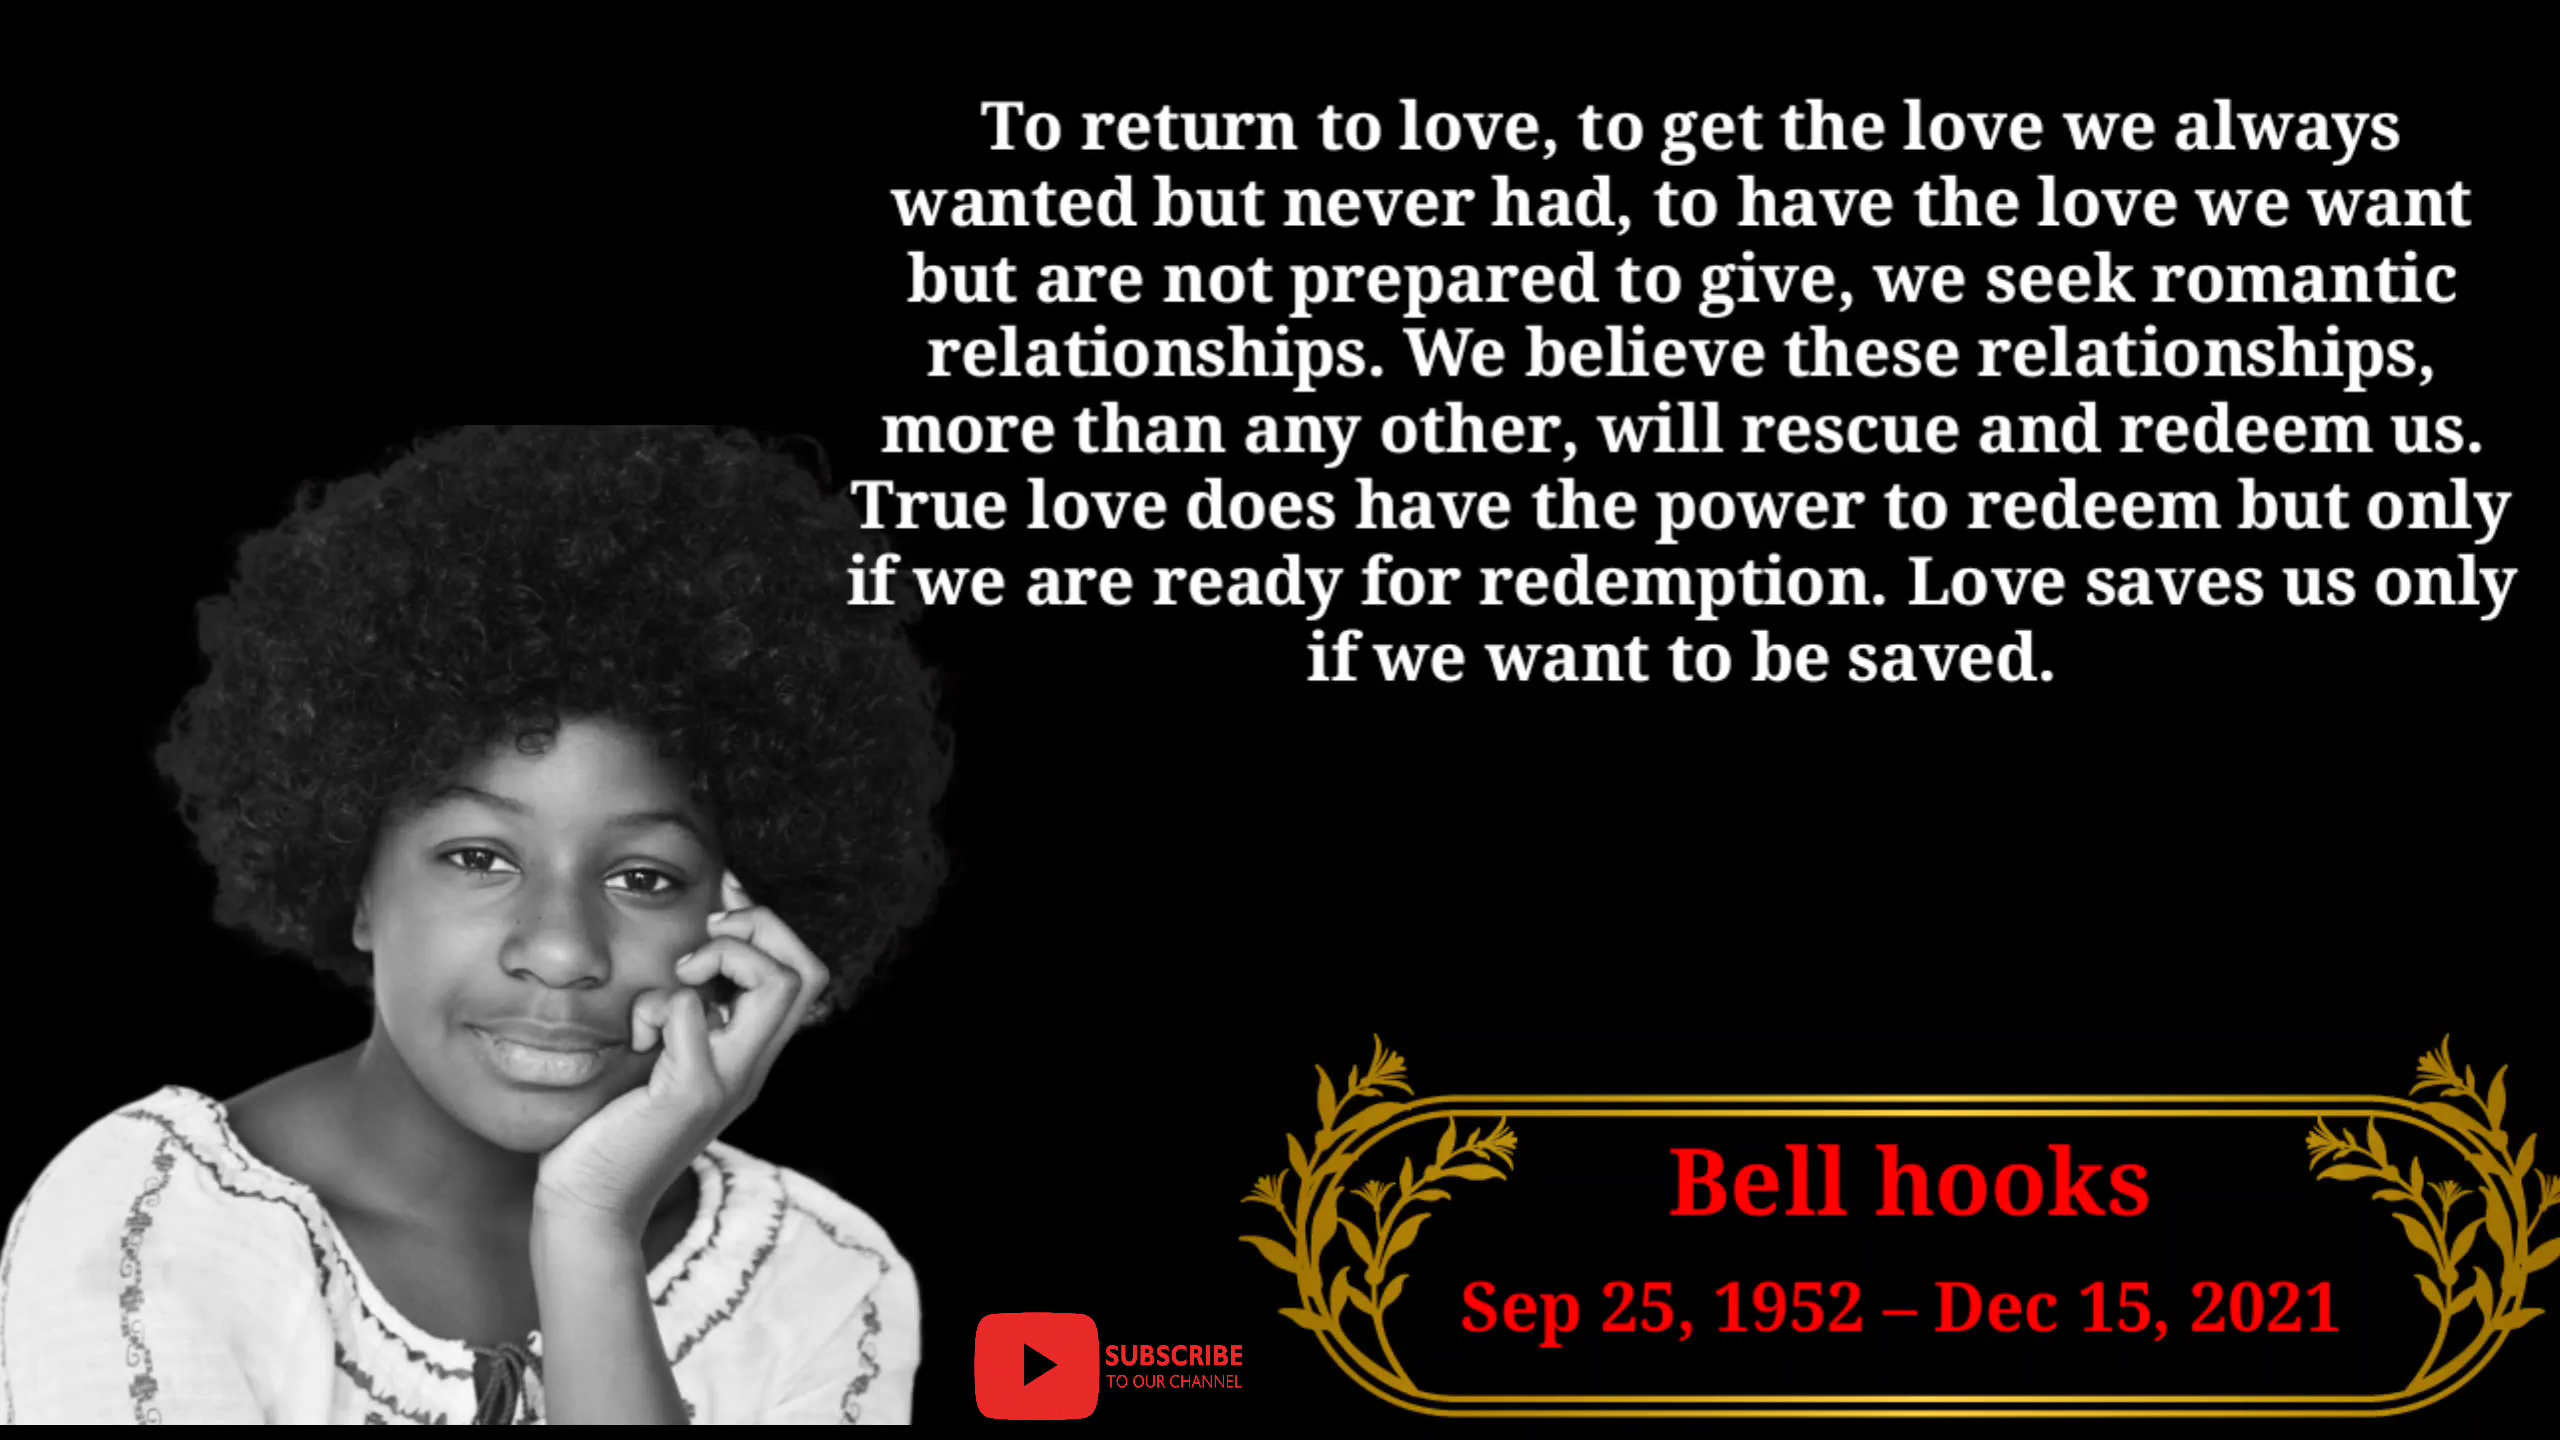 To return to love, to get the love we always
wanted but never had, to have the love we want
but are not prepared to give, we seek romantic
relationships. We believe these relationships,
more than any other, will rescue and redeem us.
True love does have the power to redeem but only
if we are ready for redemption. Love saves us only
if we want to be saved.
Bell hooks
Sep 25, 1952 – Dec 15, 2021
SUBSCRIBE
TO OUR CHANNEL